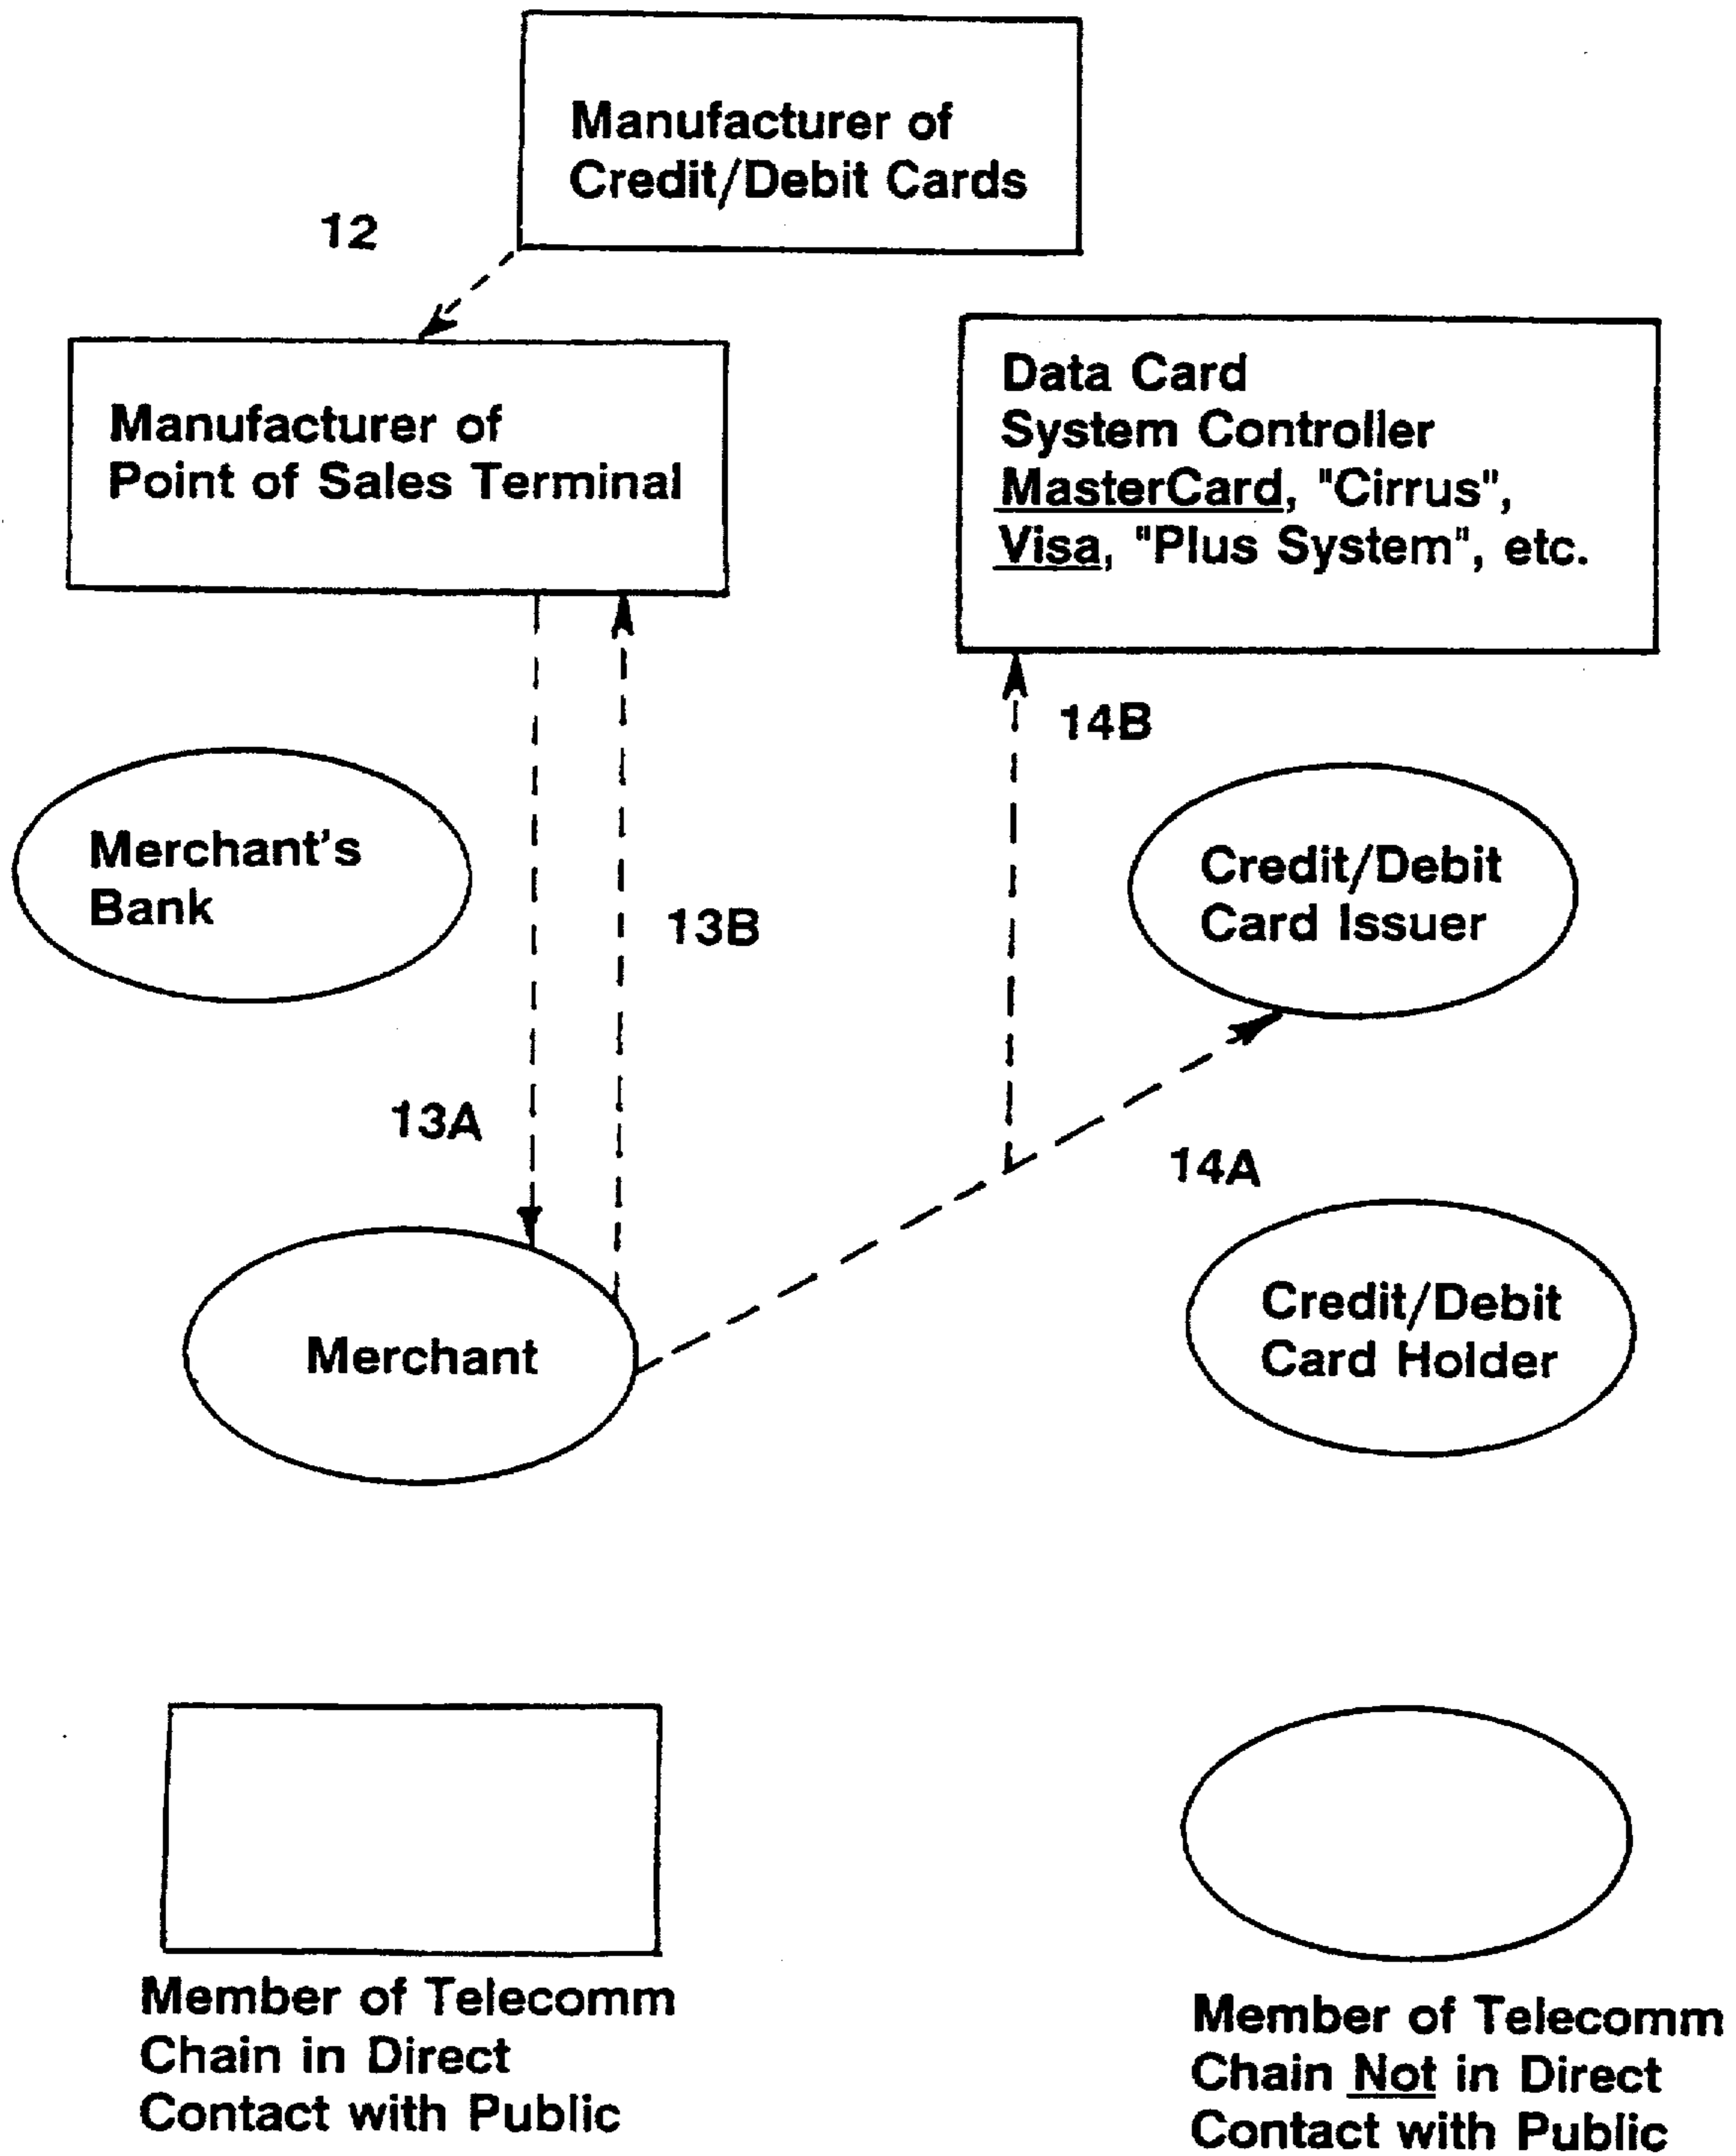 Manufacturer of
Credit/Debit Cards
12
Manufacturer of
Point of Sales Terminal
Data Card
System Controller
MasterCard, "Cirrus",
Visa, "Plus System", etc.
14B
Merchant's
Bank
Credit/Debit
Card Issuer
13B
13A
14A
Merchant
Credit/Debit
Card Holder
Member of Telecomm
Chain in Direct
Contact with Public
Member of Telecomm
Chain Not in Direct
Contact with Public